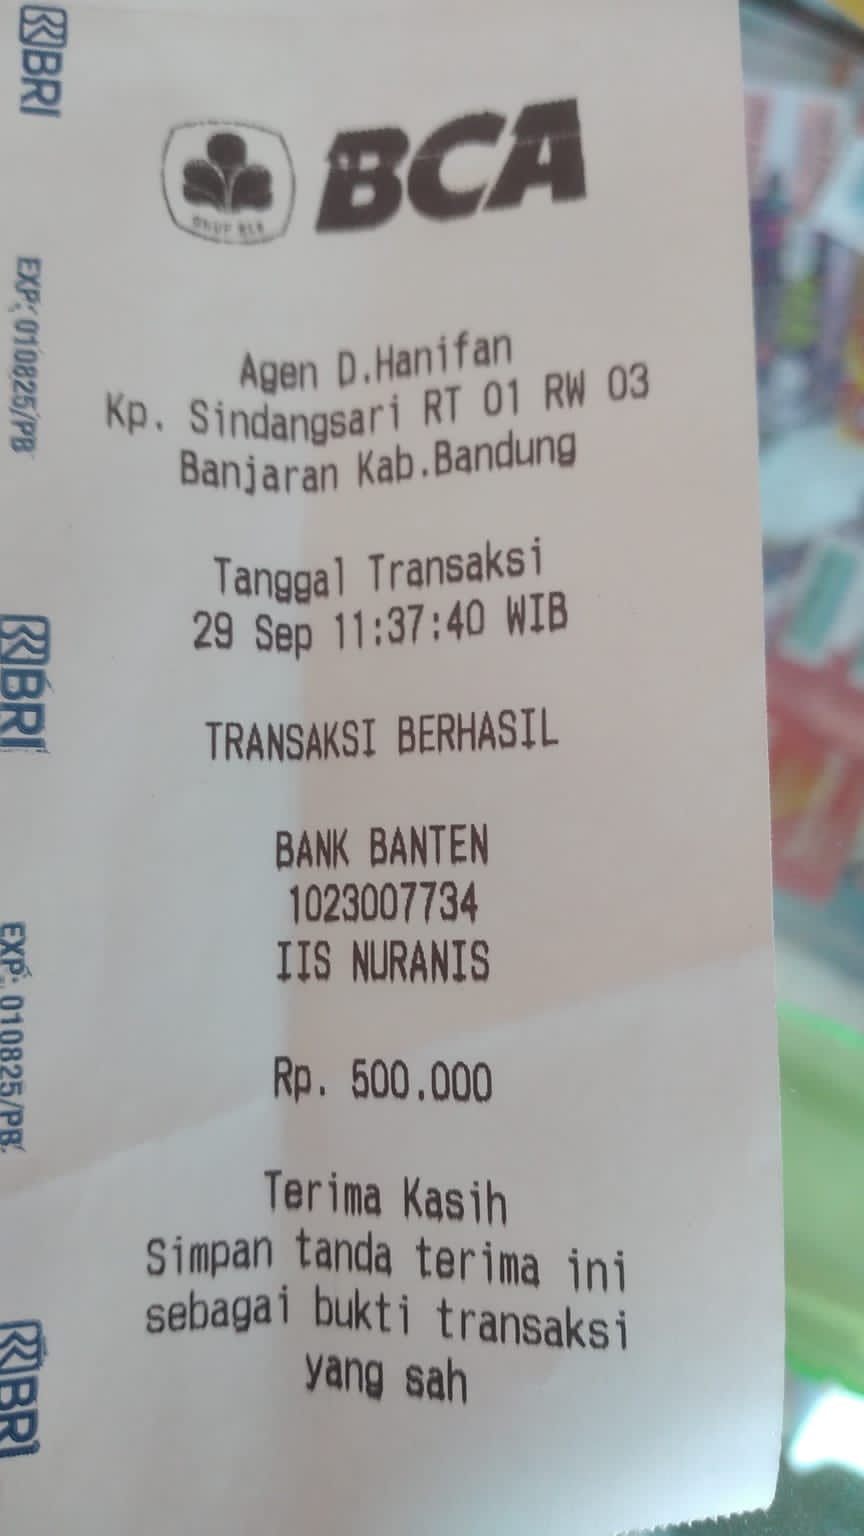 BCA
Agen D.Hanifan
Kp. Sindangsari RT 01 RW 03
Banjaran Kab.Bandung
Tanggal Transaksi
29 Sep 11:37:40 WIB
TRANSAKSI BERHASIL
BANK BANTEN
1023007734
IIS NURANIS
Rp. 500.000
Terima Kasih
Simpan tanda terima ini
sebagai bukti transaksi
yang sah
BRI
EXP: 010825/PB
BRI
EXP: 010825/PB
BRI